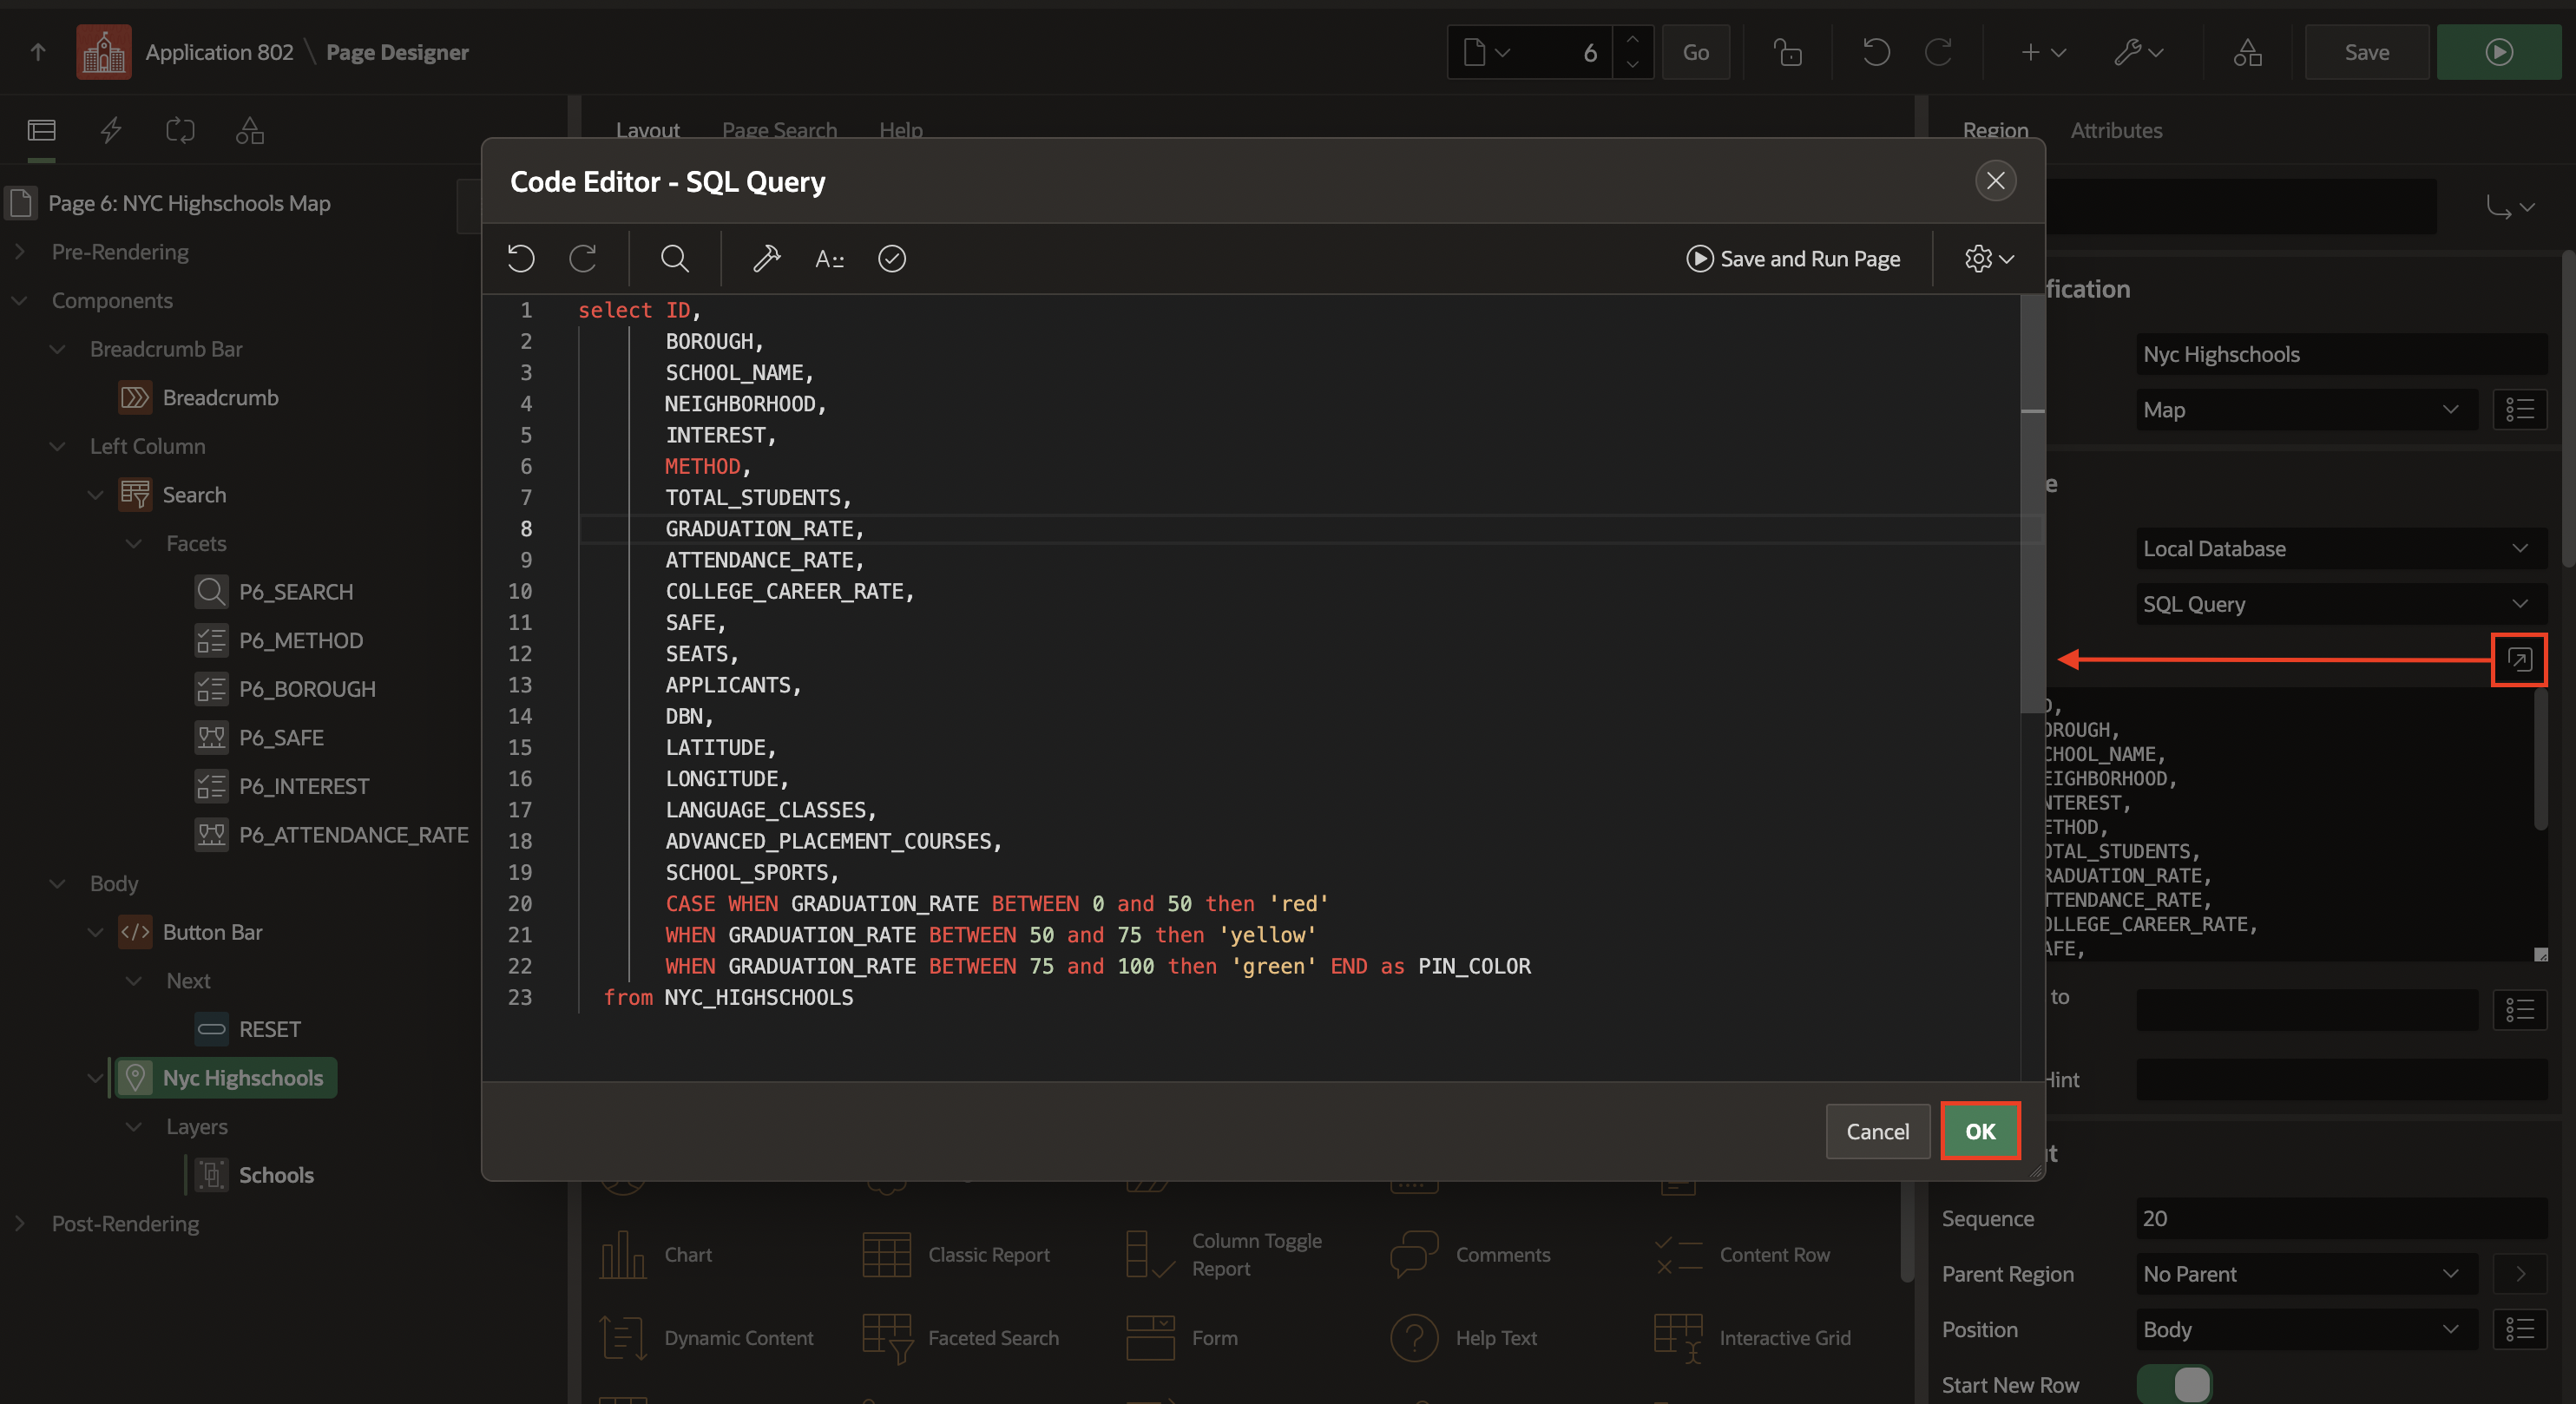 Application 802 \ Page Designer
6
Go
Save
Layout
Page Search
Help
Region
Attributes
Page 6: NYC Highschools Map
Pre-Rendering
Components
Breadcrumb Bar
Breadcrumb
Left Column
Search
Facets
P6_SEARCH
P6_METHOD
P6_BOROUGH
P6_SAFE
P6_INTEREST
P6_ATTENDANCE_RATE
Body
Button Bar
Next
RESET
Nyc Highschools
Layers
Schools
Post-Rendering
Code Editor - SQL Query
Save and Run Page
1 select ID,
2 BOROUGH,
3 SCHOOL_NAME,
4 NEIGHBORHOOD,
5 INTEREST,
6 METHOD,
7 TOTAL_STUDENTS,
8 GRADUATION_RATE,
9 ATTENDANCE_RATE,
10 COLLEGE_CAREER_RATE,
11 SAFE,
12 SEATS,
13 APPLICANTS,
14 DBN,
15 LATITUDE,
16 LONGITUDE,
17 LANGUAGE_CLASSES,
18 ADVANCED_PLACEMENT_COURSES,
19 SCHOOL_SPORTS,
20 CASE WHEN GRADUATION_RATE BETWEEN 0 and 50 then 'red'
21 WHEN GRADUATION_RATE BETWEEN 50 and 75 then 'yellow'
22 WHEN GRADUATION_RATE BETWEEN 75 and 100 then 'green' END as PIN_COLOR
23 from NYC_HIGHSCHOOLS
Cancel
OK
Chart
Classic Report
Column Toggle
Report
Comments
Content Row
Dynamic Content
Faceted Search
Form
Help Text
Interactive Grid
fication
Nyc Highschools
Map
e
Local Database
SQL Query
D,
OROUGH,
CHOOL_NAME,
EIGHBORHOOD,
NTEREST,
ETHOD,
OTAL_STUDENTS,
RADUATION_RATE,
TTENDANCE_RATE,
OLLEGE_CAREER_RATE,
AFE,
to
Hint
t
Sequence 20
Parent Region No Parent
Position Body
Start New Row